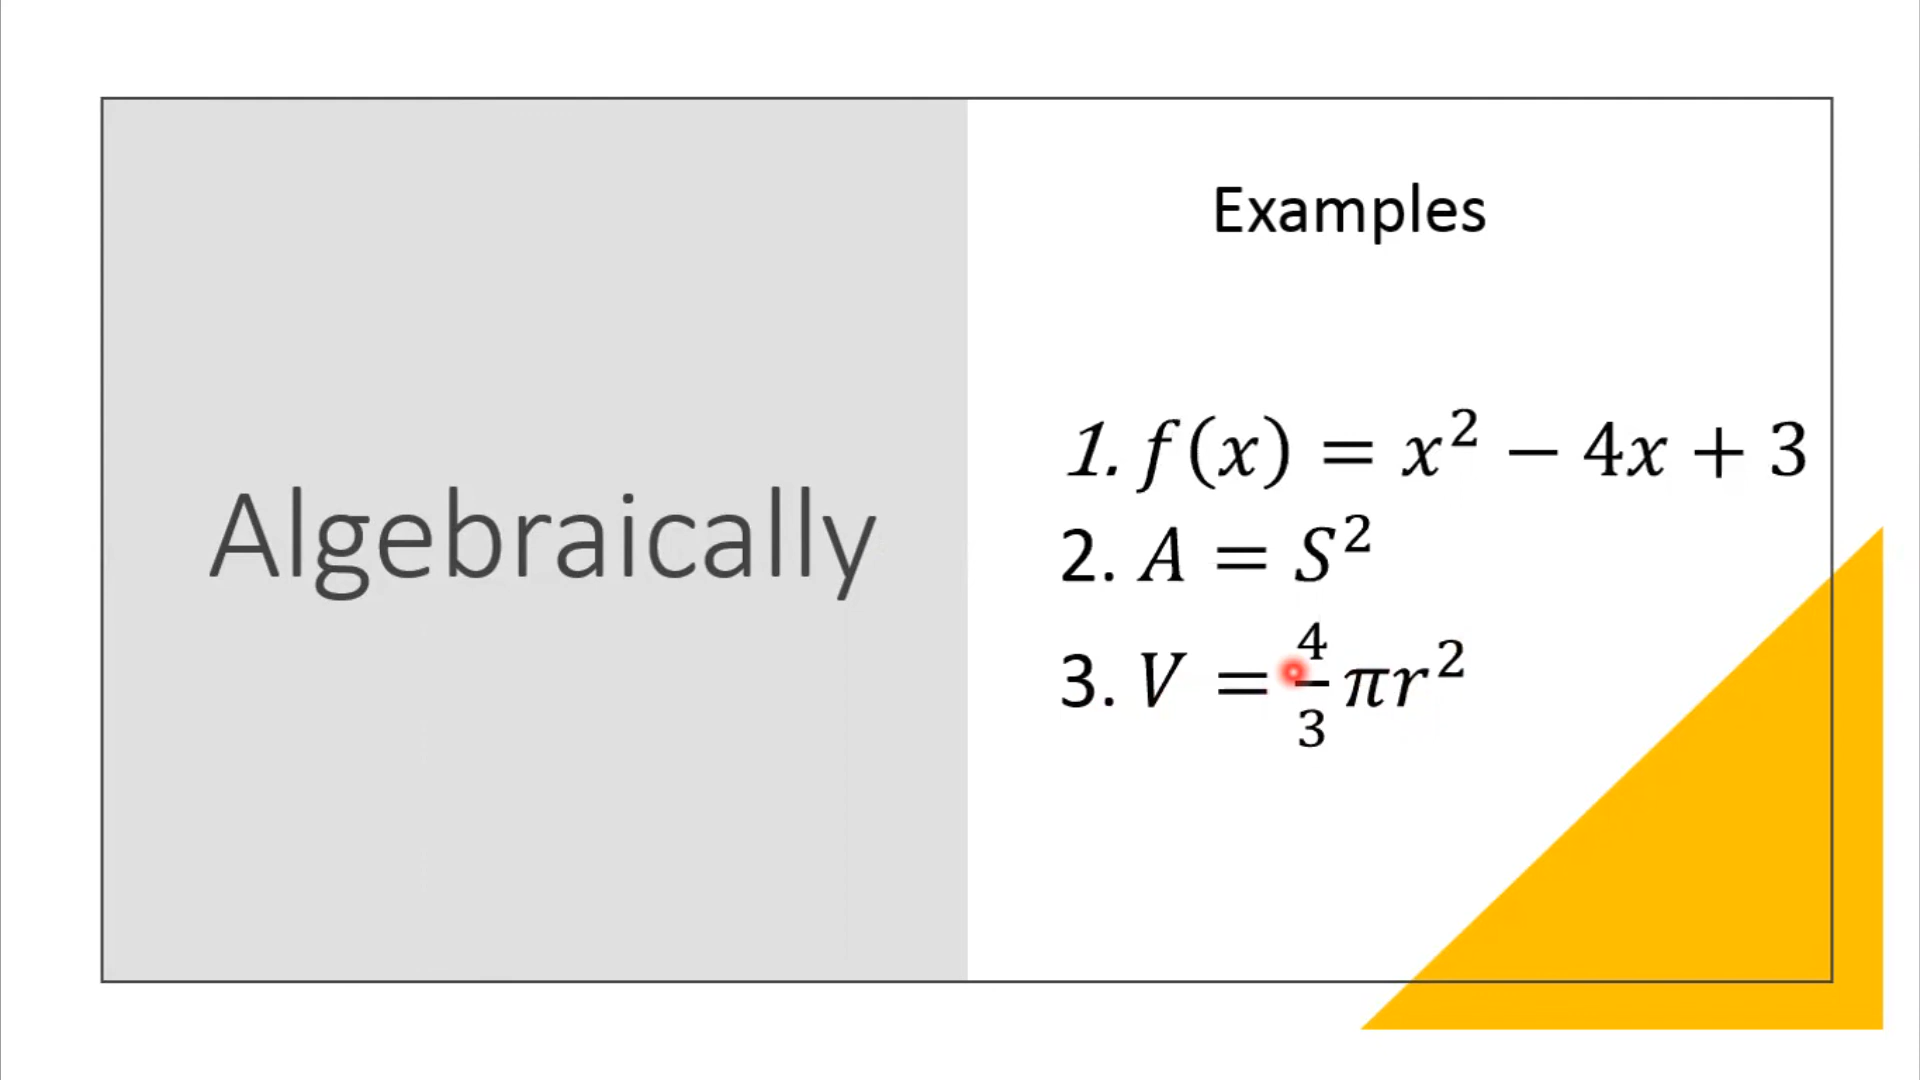 Algebraically
Examples
1. f(x) = x² − 4x + 3
2. A = S²
3. V = 4/3 πr²